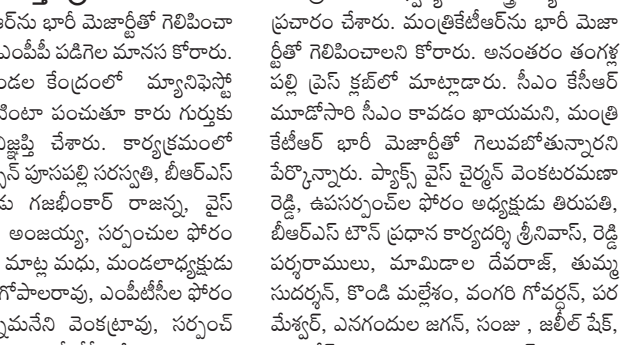 ఆర్‌ను భారీ మెజార్టీతో గెలిపించా
ఎంపీపీ పడిగెల మానస కోరారు.
ండల కేంద్రంలో మ్యానిఫెస్టో
టింటా పంచుతూ కారు గుర్తుకు
విజ్ఞప్తి చేశారు. కార్యక్రమంలో
న్ పూసపల్లి సరస్వతి, బీఆర్ఎస్
డు గజభీంకార్ రాజన్న, వైస్
అంజయ్య, సర్పంచుల ఫోరం
మాట్ల మధు, మండలాధ్యక్షుడు
గోపాలరావు, ఎంపీటీసీల ఫోరం
్నమనేని వెంకట్రావు, సర్పంచ్
ప్రచారం చేశారు. మంత్రికేటీఆర్‌ను భారీ మెజా
ర్టీతో గెలిపించాలని కోరారు. అనంతరం తంగళ్ల
పల్లి ప్రెస్ క్లబ్‌లో మాట్లాడారు. సీఎం కేసీఆర్
మూడోసారి సీఎం కావడం ఖాయమని, మంత్రి
కేటీఆర్ భారీ మెజార్టీతో గెలువబోతున్నారని
పేర్కొన్నారు. ప్యాక్స్ వైస్ చైర్మన్ వెంకటరమణా
రెడ్డి, ఉపసర్పంచ్‌ల ఫోరం అధ్యక్షుడు తిరుపతి,
బీఆర్ఎస్ టౌన్ ప్రధాన కార్యదర్శి శ్రీనివాస్, రెడ్డి
పర్శరాములు, మామిడాల దేవరాజ్, తుమ్మ
సుదర్శన్, కొండి మల్లేశం, వంగరి గోవర్ధన్, పర
మేశ్వర్, ఎనగందుల జగన్, సంజు , జలీల్ షేక్,